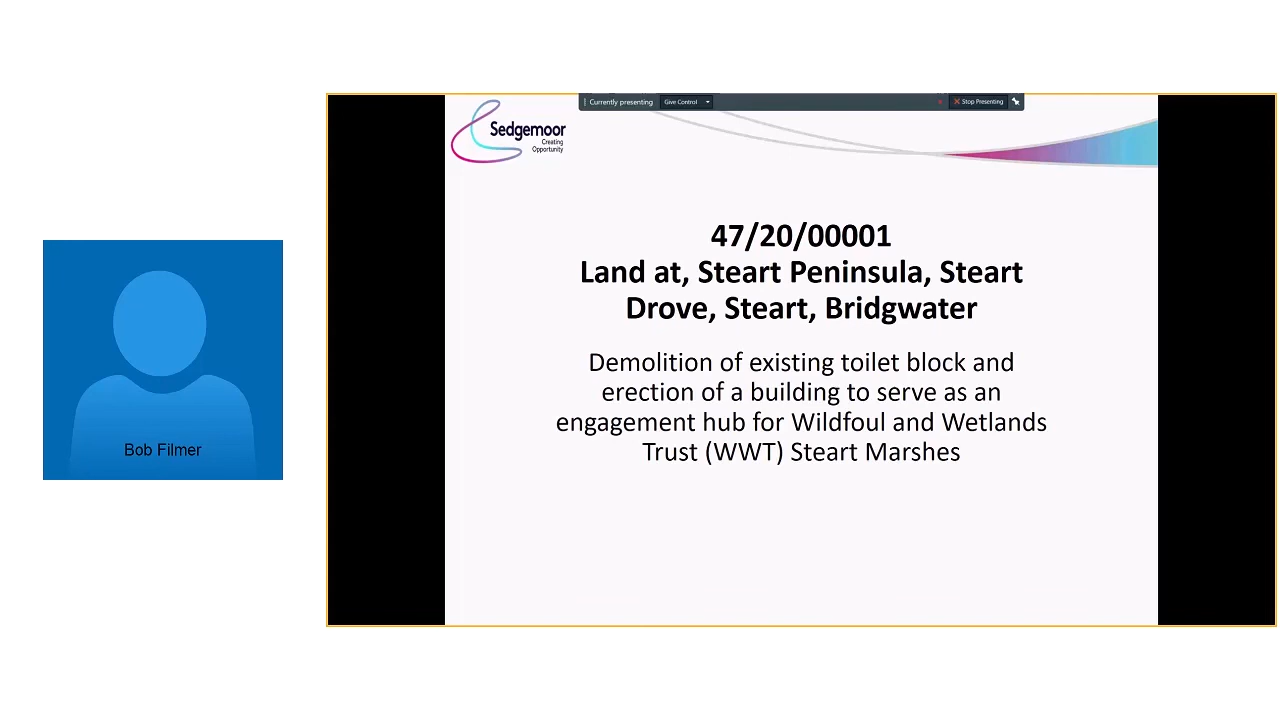 Currently presenting
Give Control
Stop Presenting
Sedgemoor
Creating
Opportunity
47/20/00001
Land at, Steart Peninsula, Steart
Drove, Steart, Bridgwater
Demolition of existing toilet block and
erection of a building to serve as an
engagement hub for Wildfoul and Wetlands
Trust (WWT) Steart Marshes
Bob Filmer